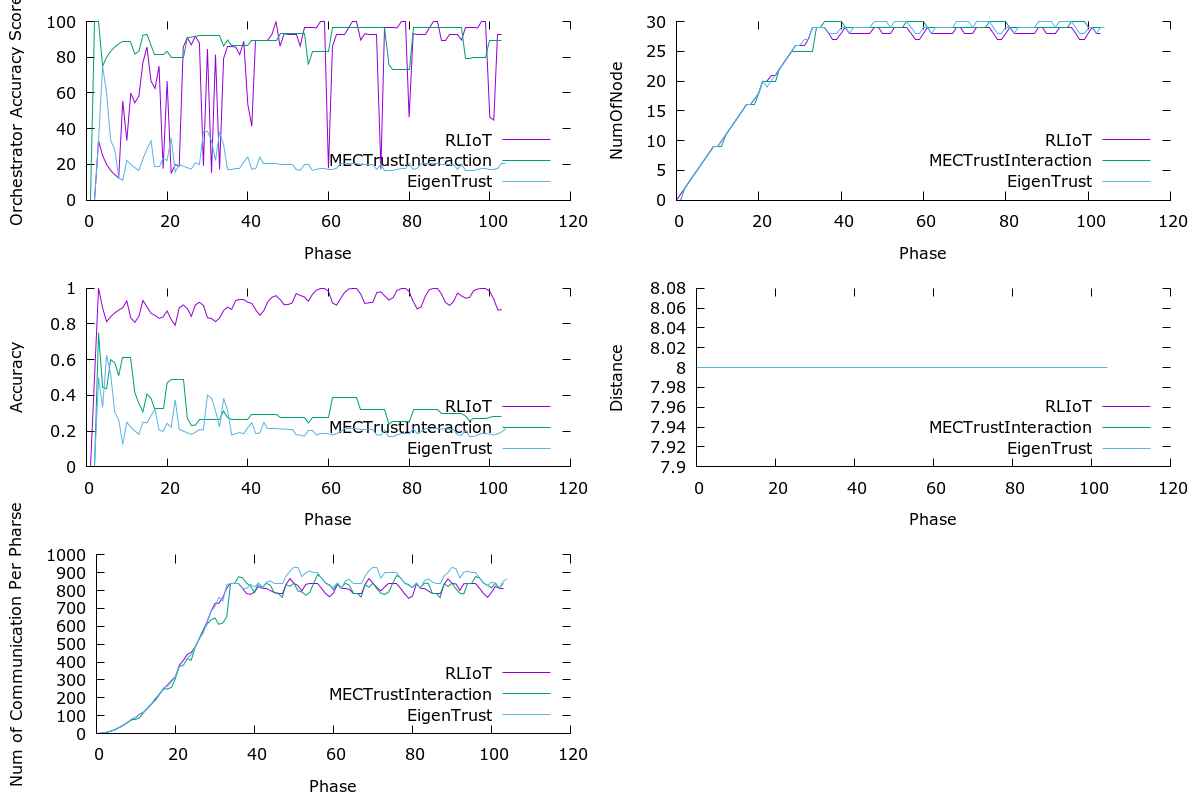 Orchestrator Accuracy Score
100
80
60
40
20
0
RLIoT
MECTrustInteraction
EigenTrust
0 20 40 60 80 100 120
Phase
NumOfNode
30
25
20
15
10
5
0
RLIoT
MECTrustInteraction
EigenTrust
0 20 40 60 80 100 120
Phase
Accuracy
1
0.8
0.6
0.4
0.2
0
RLIoT
MECTrustInteraction
EigenTrust
0 20 40 60 80 100 120
Phase
Distance
8.08
8.06
8.04
8.02
8
7.98
7.96
7.94
7.92
7.9
RLIoT
MECTrustInteraction
EigenTrust
0 20 40 60 80 100 120
Phase
Num of Communication Per Pharse
1000
900
800
700
600
500
400
300
200
100
0
RLIoT
MECTrustInteraction
EigenTrust
0 20 40 60 80 100 120
Phase